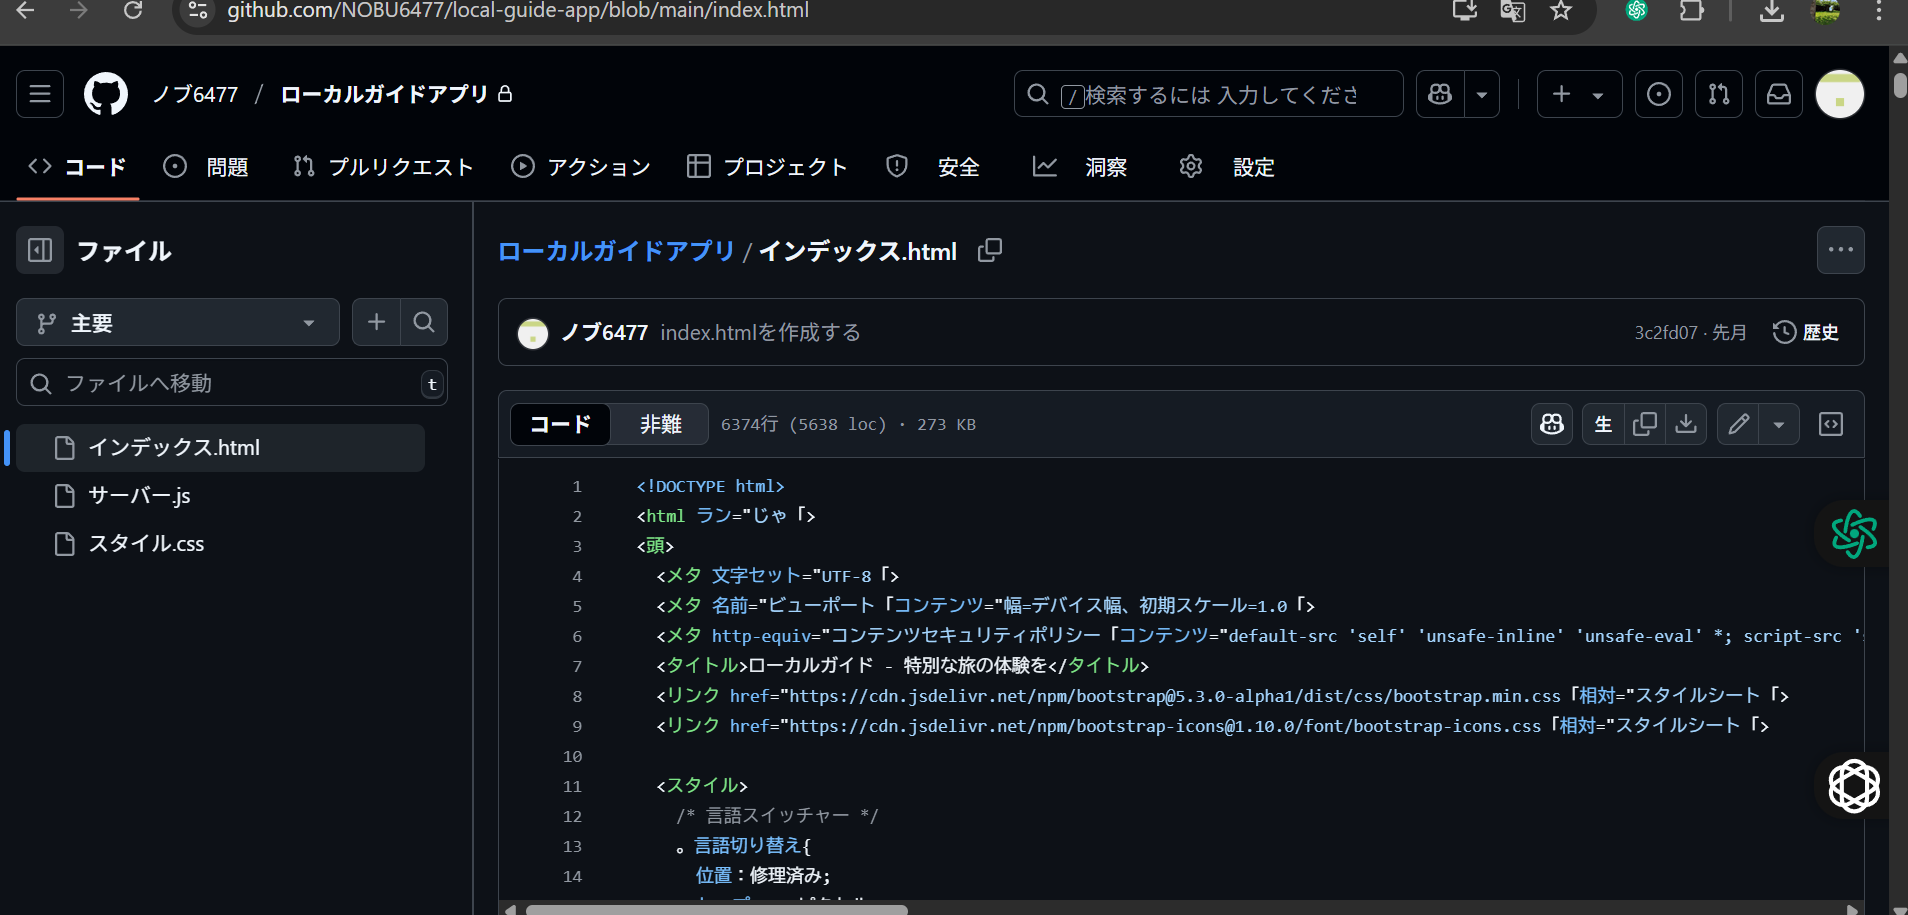 github.com/NOBU6477/local-guide-app/blob/main/index.html
ノブ6477 / ローカルガイドアプリ
/ 検索するには 入力してくださ
コード 問題 プルリクエスト アクション プロジェクト 安全 洞察 設定
ファイル
主要
ファイルへ移動 t
インデックス.html
サーバー.js
スタイル.css
ローカルガイドアプリ / インデックス.html
ノブ6477 index.htmlを作成する 3c2fd07 · 先月 歴史
コード 非難 6374行 (5638 loc) · 273 KB 生
1 <!DOCTYPE html>
2 <html ラン="じゃ「>
3 <頭>
4 <メタ 文字セット="UTF-8「>
5 <メタ 名前="ビューポート「コンテンツ="幅=デバイス幅、初期スケール=1.0「>
6 <メタ http-equiv="コンテンツセキュリティポリシー「コンテンツ="default-src 'self' 'unsafe-inline' 'unsafe-eval' *; script-src '
7 <タイトル>ローカルガイド - 特別な旅の体験を</タイトル>
8 <リンク href="https://cdn.jsdelivr.net/npm/bootstrap@5.3.0-alpha1/dist/css/bootstrap.min.css「相対="スタイルシート「>
9 <リンク href="https://cdn.jsdelivr.net/npm/bootstrap-icons@1.10.0/font/bootstrap-icons.css「相対="スタイルシート「>
10
11 <スタイル>
12 /* 言語スイッチャー */
13 。言語切り替え{
14 位置：修理済み;